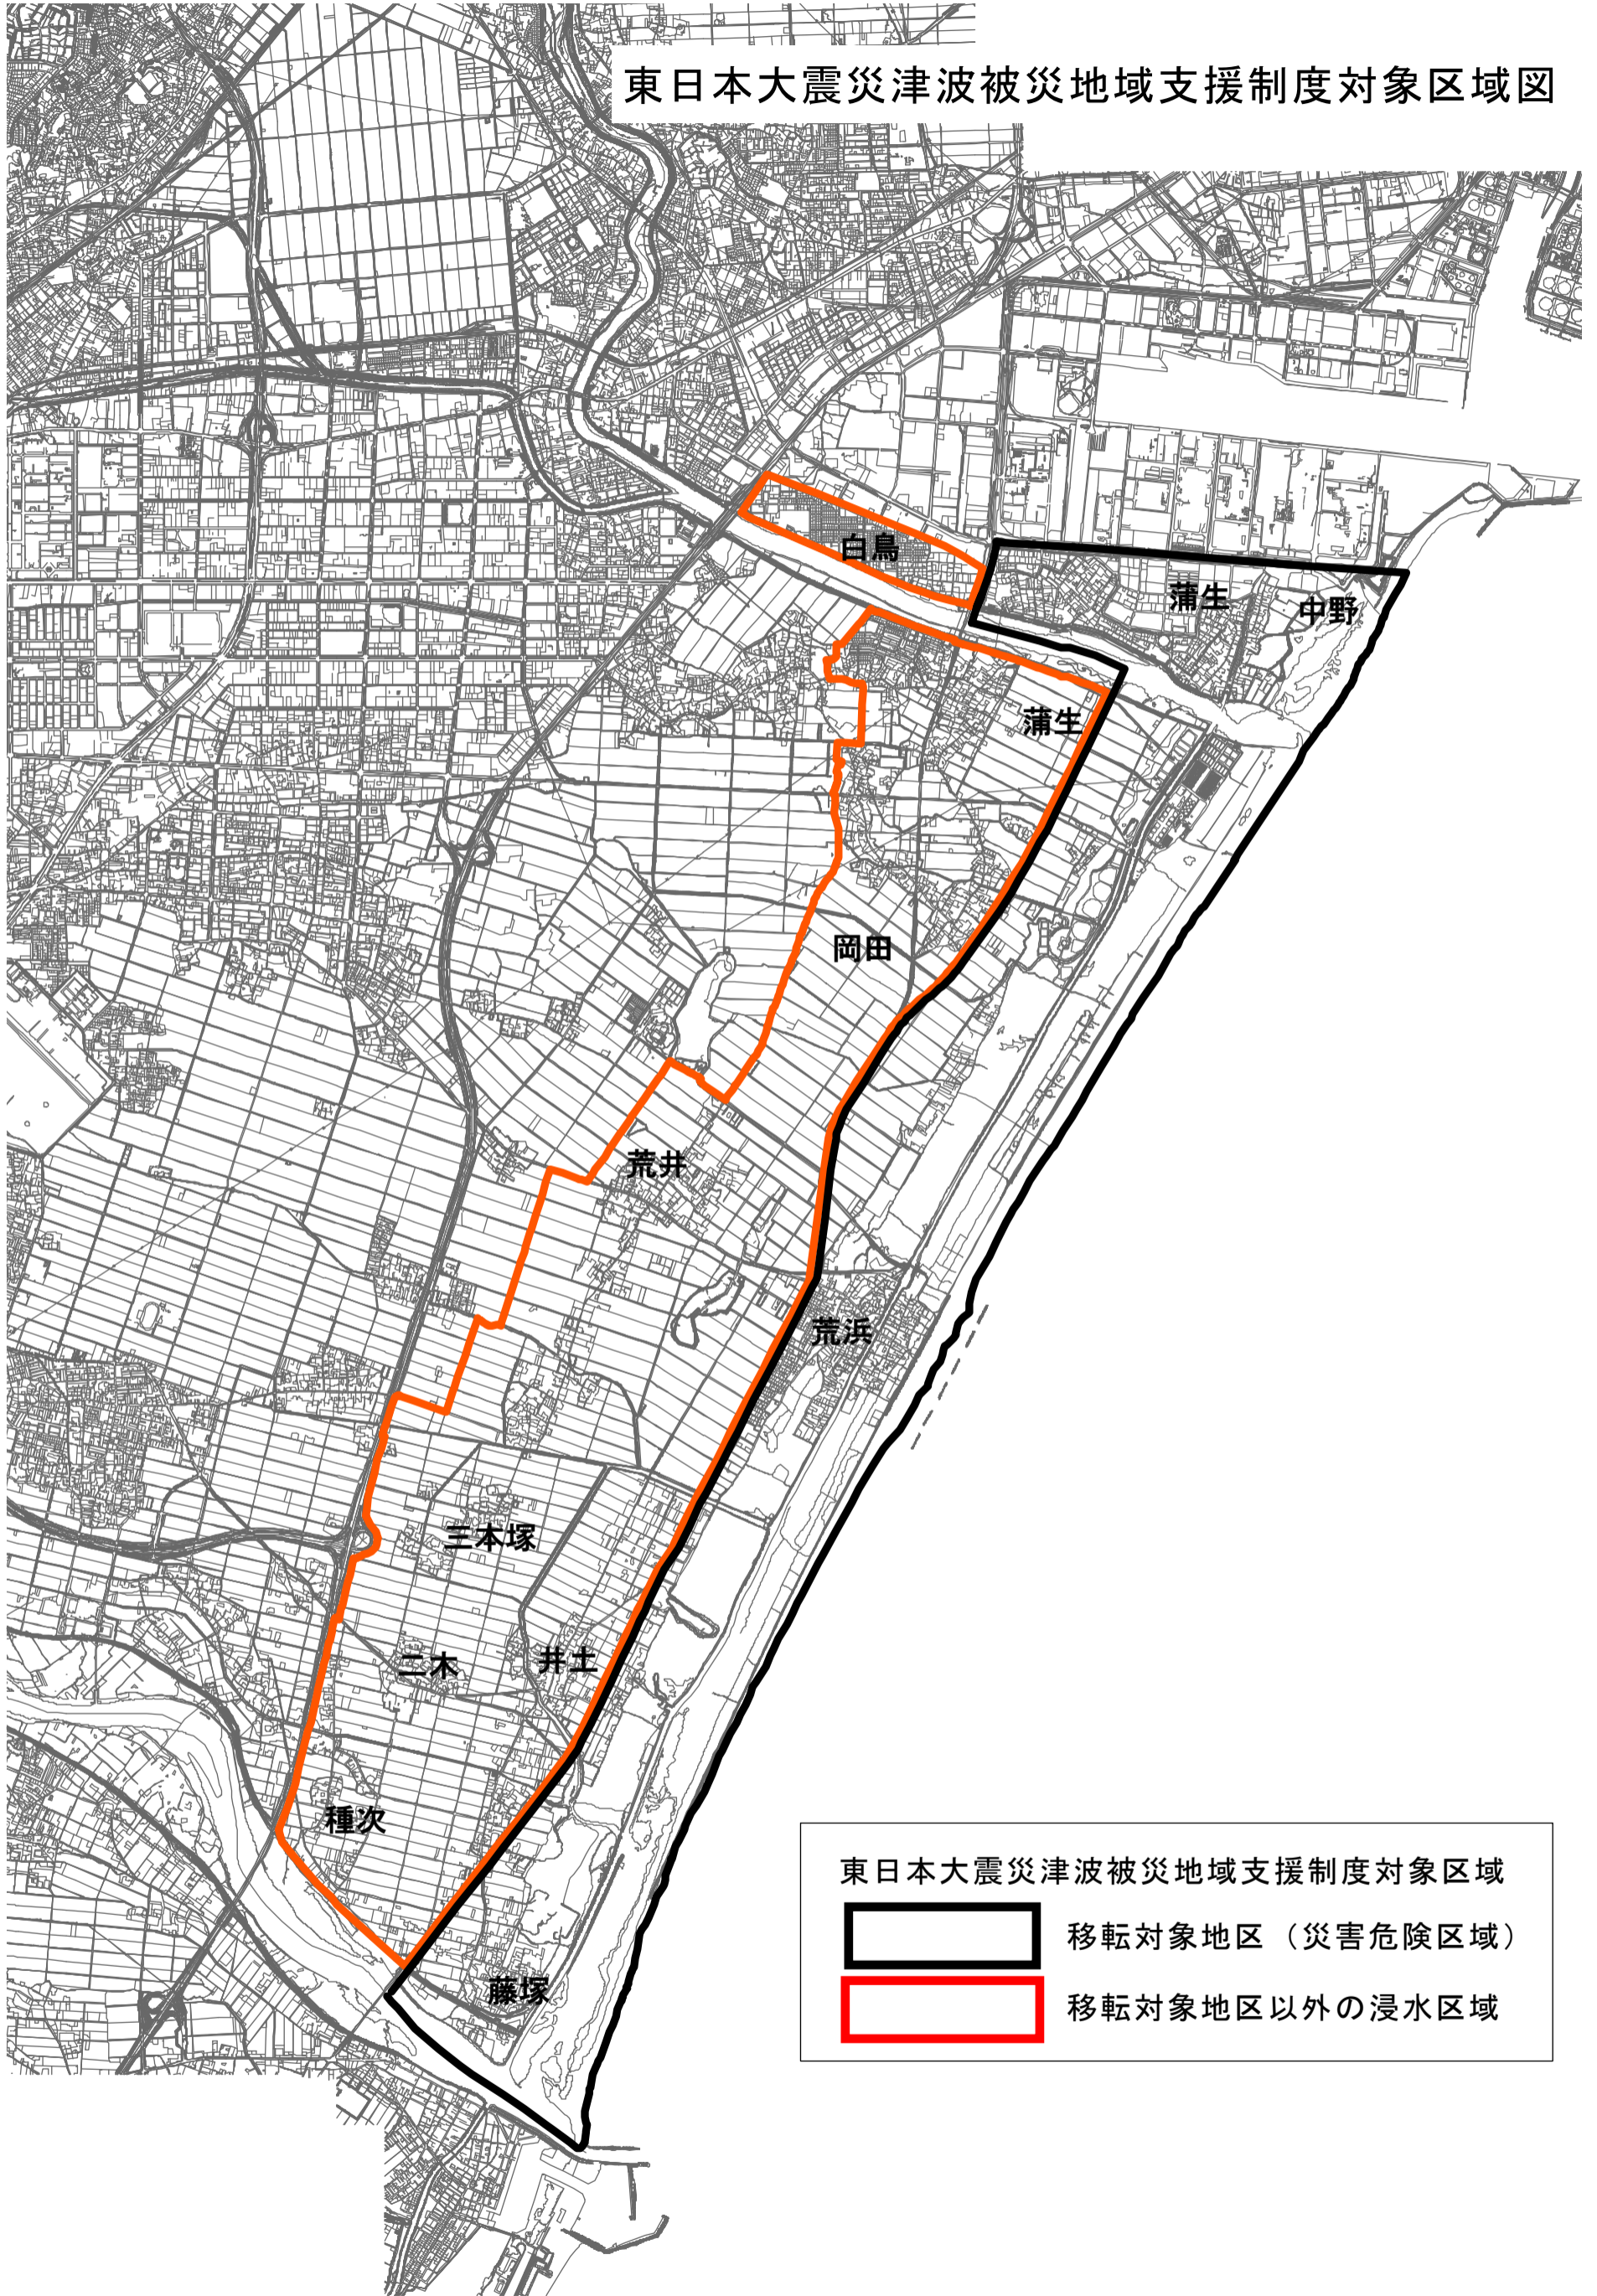 東日本大震災津波被災地域支援制度対象区域図
白鳥
蒲生
中野
蒲生
岡田
荒井
荒浜
三本塚
二木
井土
種次
藤塚
東日本大震災津波被災地域支援制度対象区域
移転対象地区（災害危険区域）
移転対象地区以外の浸水区域